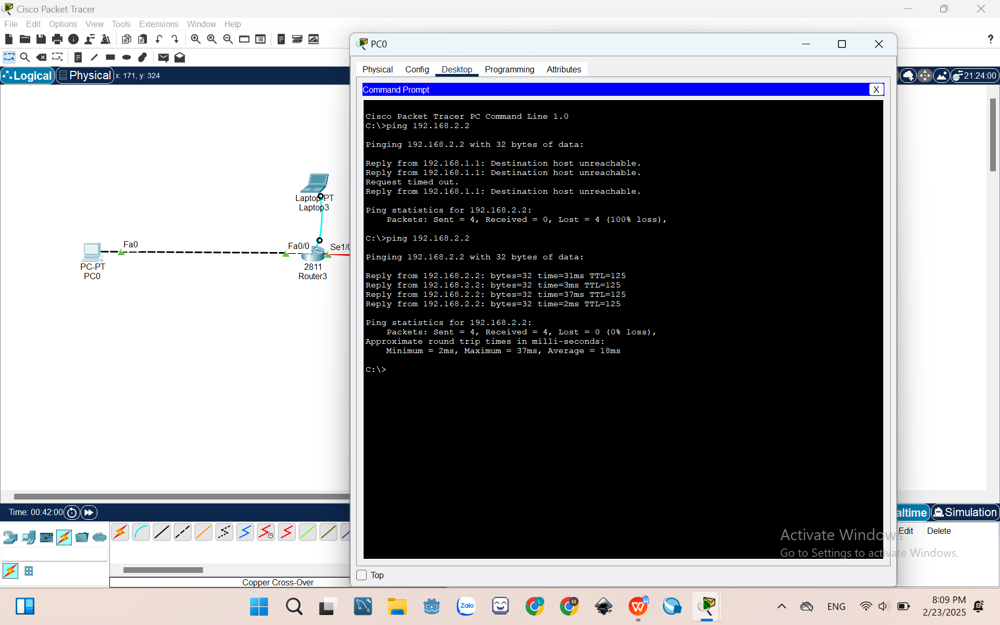 Cisco Packet Tracer
File Edit Options View Tools Extensions Window Help
?
Logical Physical x: 171, y: 324
21:24:00
Laptop-PT
Laptop3
Fa0
Fa0/0
Se1/0
PC-PT
PC0
2811
Router3
PC0
Physical Config Desktop Programming Attributes
Command Prompt X
Cisco Packet Tracer PC Command Line 1.0
C:\>ping 192.168.2.2
Pinging 192.168.2.2 with 32 bytes of data:
Reply from 192.168.1.1: Destination host unreachable.
Reply from 192.168.1.1: Destination host unreachable.
Request timed out.
Reply from 192.168.1.1: Destination host unreachable.
Ping statistics for 192.168.2.2:
Packets: Sent = 4, Received = 0, Lost = 4 (100% loss),
C:\>ping 192.168.2.2
Pinging 192.168.2.2 with 32 bytes of data:
Reply from 192.168.2.2: bytes=32 time=31ms TTL=125
Reply from 192.168.2.2: bytes=32 time=3ms TTL=125
Reply from 192.168.2.2: bytes=32 time=37ms TTL=125
Reply from 192.168.2.2: bytes=32 time=2ms TTL=125
Ping statistics for 192.168.2.2:
Packets: Sent = 4, Received = 4, Lost = 0 (0% loss),
Approximate round trip times in milli-seconds:
Minimum = 2ms, Maximum = 37ms, Average = 18ms
C:\>
Top
Time: 00:42:00
altime Simulation
Edit Delete
Activate Windows
Go to Settings to activate Windows.
Copper Cross-Over
Zalo
L
M
W
ENG
8:09 PM
2/23/2025